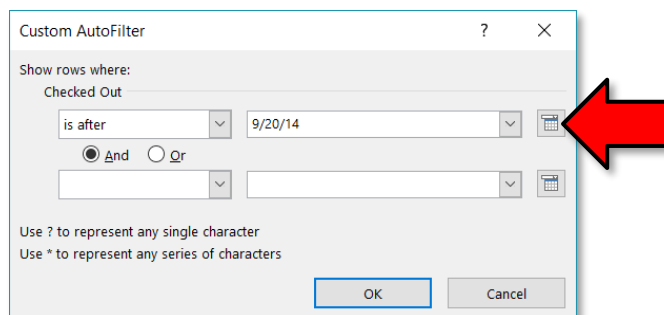 Custom AutoFilter ?
Show rows where:
Checked Out
is after 9/20/14
And Or
Use ? to represent any single character
Use * to represent any series of characters
OK Cancel